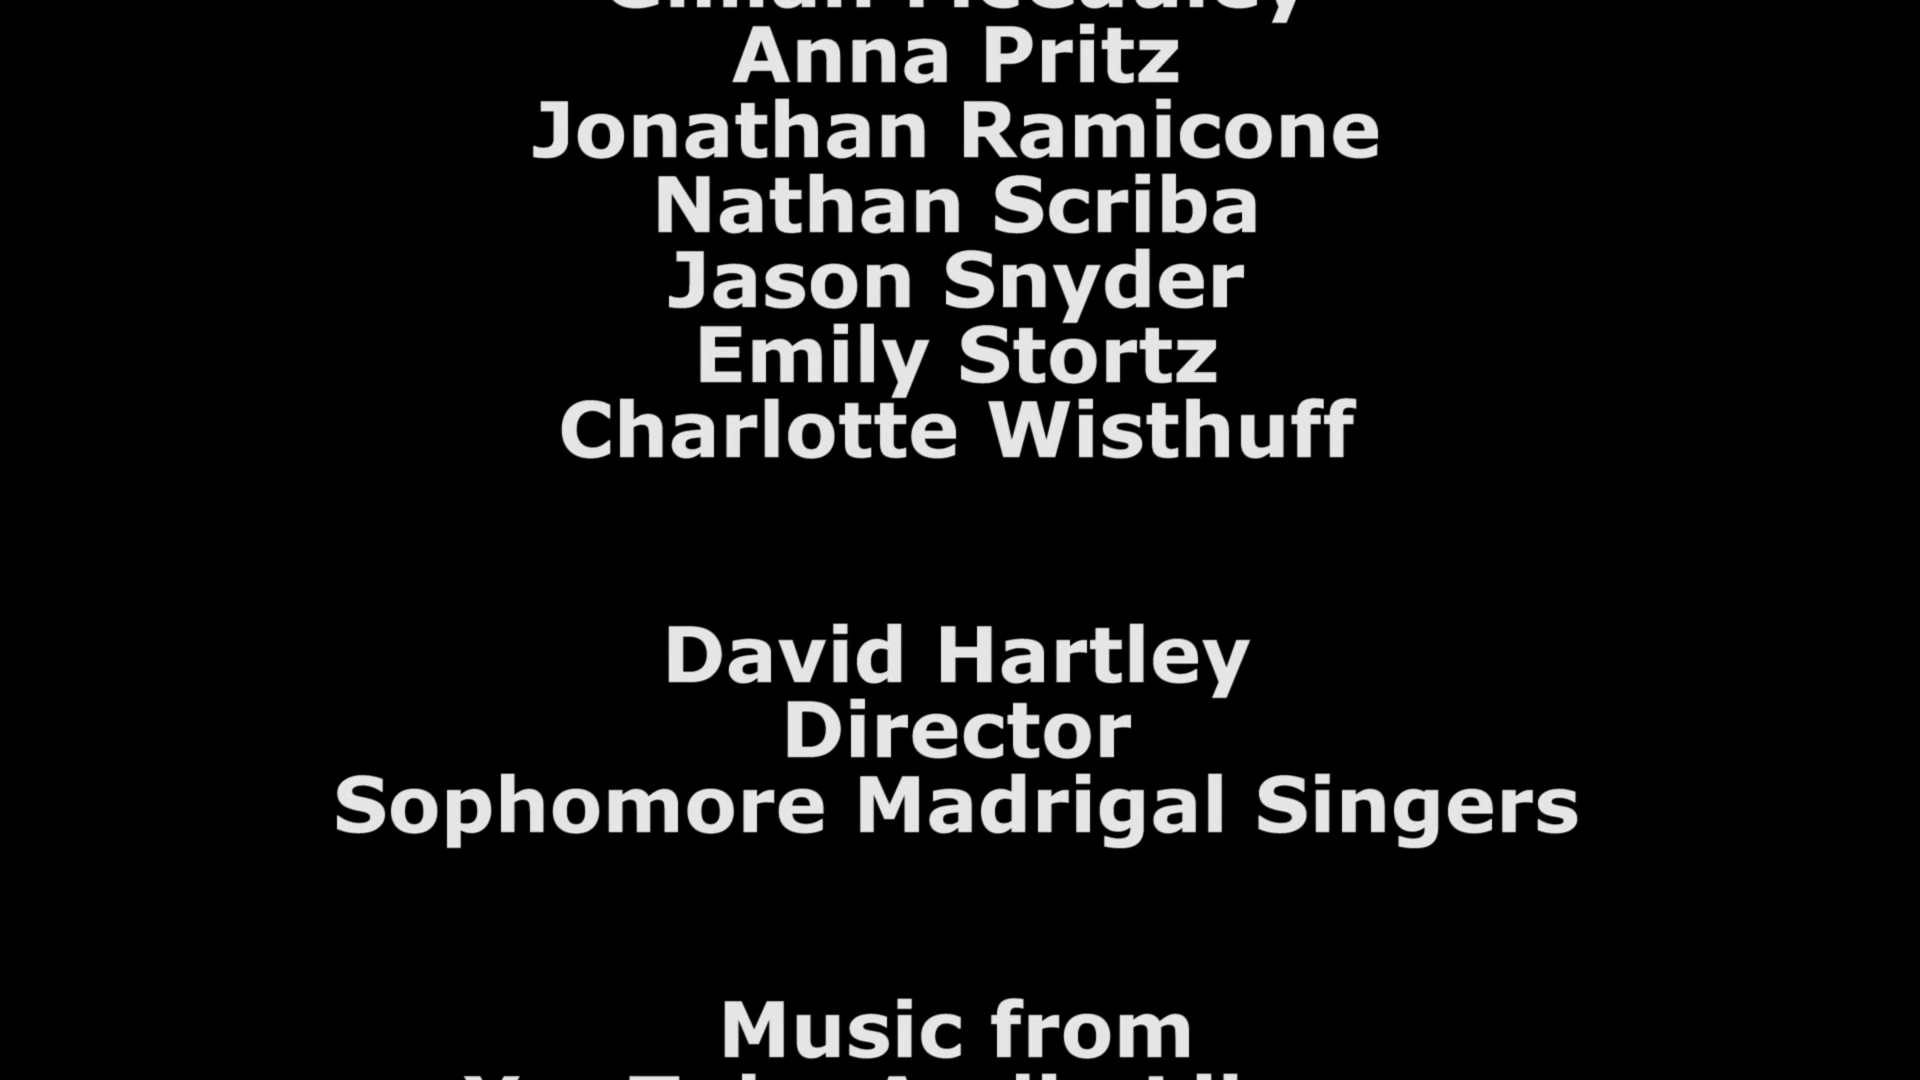 Anna Pritz
Jonathan Ramicone
Nathan Scriba
Jason Snyder
Emily Stortz
Charlotte Wisthuff
David Hartley
Director
Sophomore Madrigal Singers
Music from